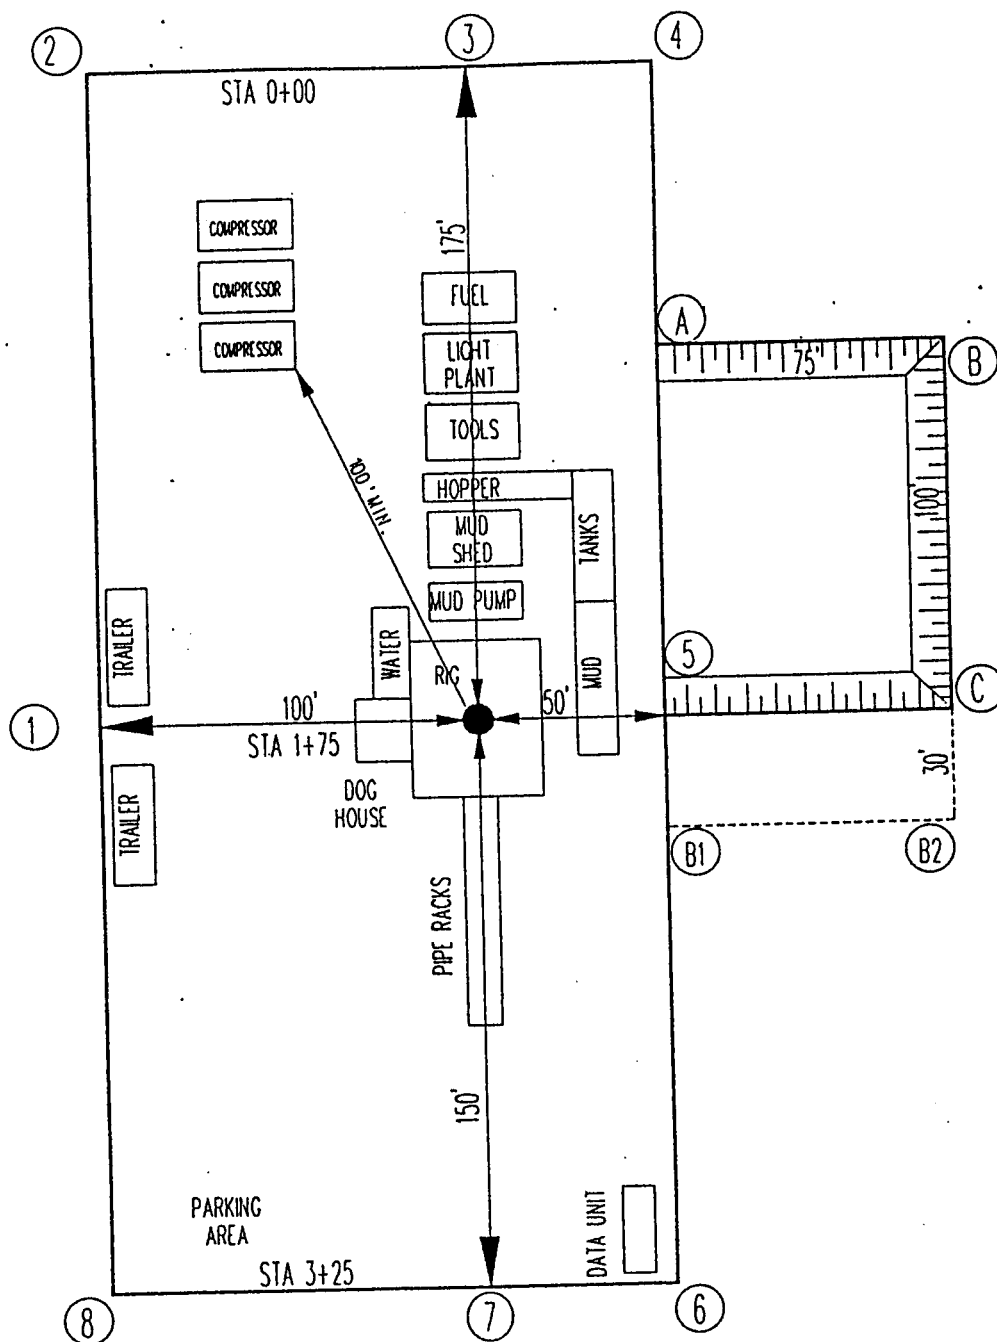 2
3
4
STA 0+00
175'
COMPRESSOR
COMPRESSOR
COMPRESSOR
FUEL
LIGHT
PLANT
TOOLS
HOPPER
MUD
SHED
MUD PUMP
TANKS
MUD
100' MIN.
A
75'
B
100'
5
C
30'
B1
B2
TRAILER
WATER
RIG
1
100'
50'
STA 1+75
DOG
HOUSE
TRAILER
PIPE RACKS
150'
PARKING
AREA
DATA UNIT
STA 3+25
8
7
6